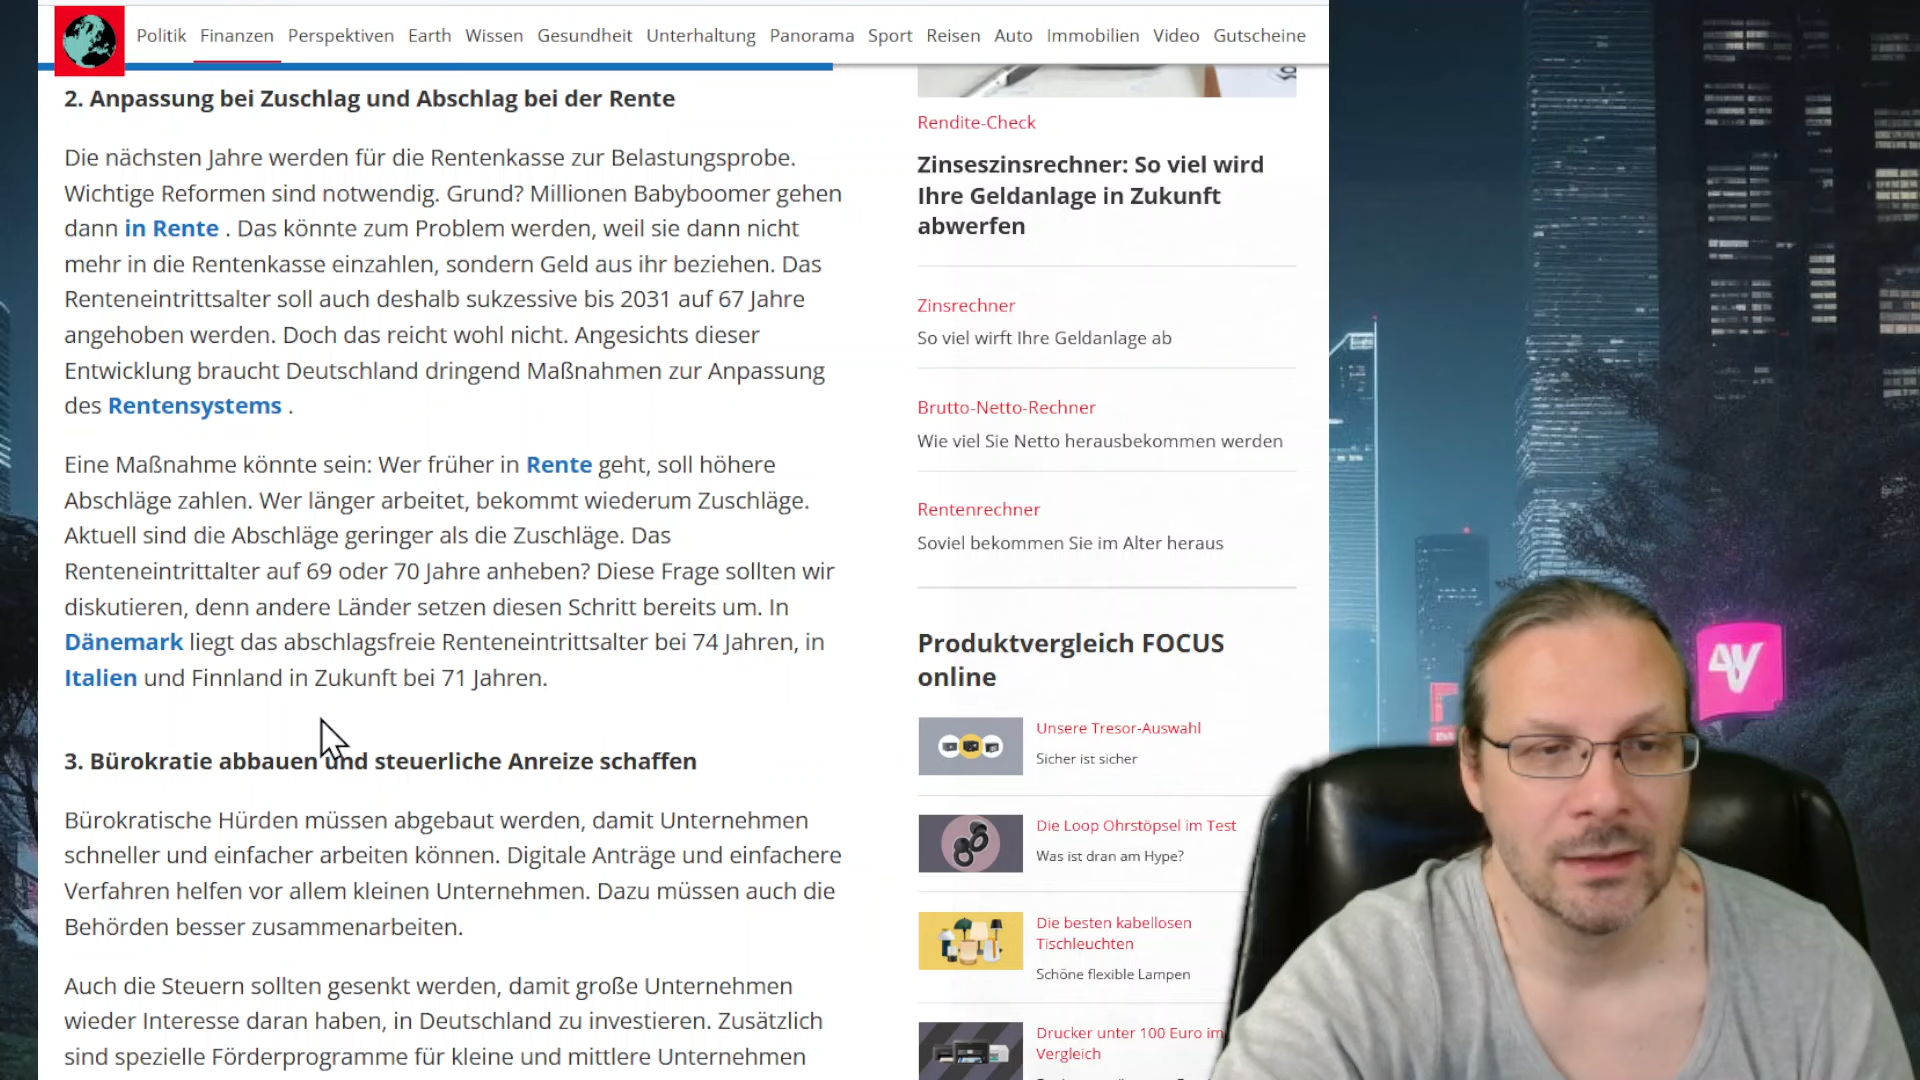 Politik Finanzen Perspektiven Earth Wissen Gesundheit Unterhaltung Panorama Sport Reisen Auto Immobilien Video Gutscheine
2. Anpassung bei Zuschlag und Abschlag bei der Rente
Die nächsten Jahre werden für die Rentenkasse zur Belastungsprobe.
Wichtige Reformen sind notwendig. Grund? Millionen Babyboomer gehen
dann in Rente . Das könnte zum Problem werden, weil sie dann nicht
mehr in die Rentenkasse einzahlen, sondern Geld aus ihr beziehen. Das
Renteneintrittsalter soll auch deshalb sukzessive bis 2031 auf 67 Jahre
angehoben werden. Doch das reicht wohl nicht. Angesichts dieser
Entwicklung braucht Deutschland dringend Maßnahmen zur Anpassung
des Rentensystems .
Eine Maßnahme könnte sein: Wer früher in Rente geht, soll höhere
Abschläge zahlen. Wer länger arbeitet, bekommt wiederum Zuschläge.
Aktuell sind die Abschläge geringer als die Zuschläge. Das
Renteneintrittalter auf 69 oder 70 Jahre anheben? Diese Frage sollten wir
diskutieren, denn andere Länder setzen diesen Schritt bereits um. In
Dänemark liegt das abschlagsfreie Renteneintrittsalter bei 74 Jahren, in
Italien und Finnland in Zukunft bei 71 Jahren.
3. Bürokratie abbauen und steuerliche Anreize schaffen
Bürokratische Hürden müssen abgebaut werden, damit Unternehmen
schneller und einfacher arbeiten können. Digitale Anträge und einfachere
Verfahren helfen vor allem kleinen Unternehmen. Dazu müssen auch die
Behörden besser zusammenarbeiten.
Auch die Steuern sollten gesenkt werden, damit große Unternehmen
wieder Interesse daran haben, in Deutschland zu investieren. Zusätzlich
sind spezielle Förderprogramme für kleine und mittlere Unternehmen
Rendite-Check
Zinseszinsrechner: So viel wird
Ihre Geldanlage in Zukunft
abwerfen
Zinsrechner
So viel wirft Ihre Geldanlage ab
Brutto-Netto-Rechner
Wie viel Sie Netto herausbekommen werden
Rentenrechner
Soviel bekommen Sie im Alter heraus
Produktvergleich FOCUS
online
Unsere Tresor-Auswahl
Sicher ist sicher
Die Loop Ohrstöpsel im Test
Was ist dran am Hype?
Die besten kabellosen
Tischleuchten
Schöne flexible Lampen
Drucker unter 100 Euro im
Vergleich